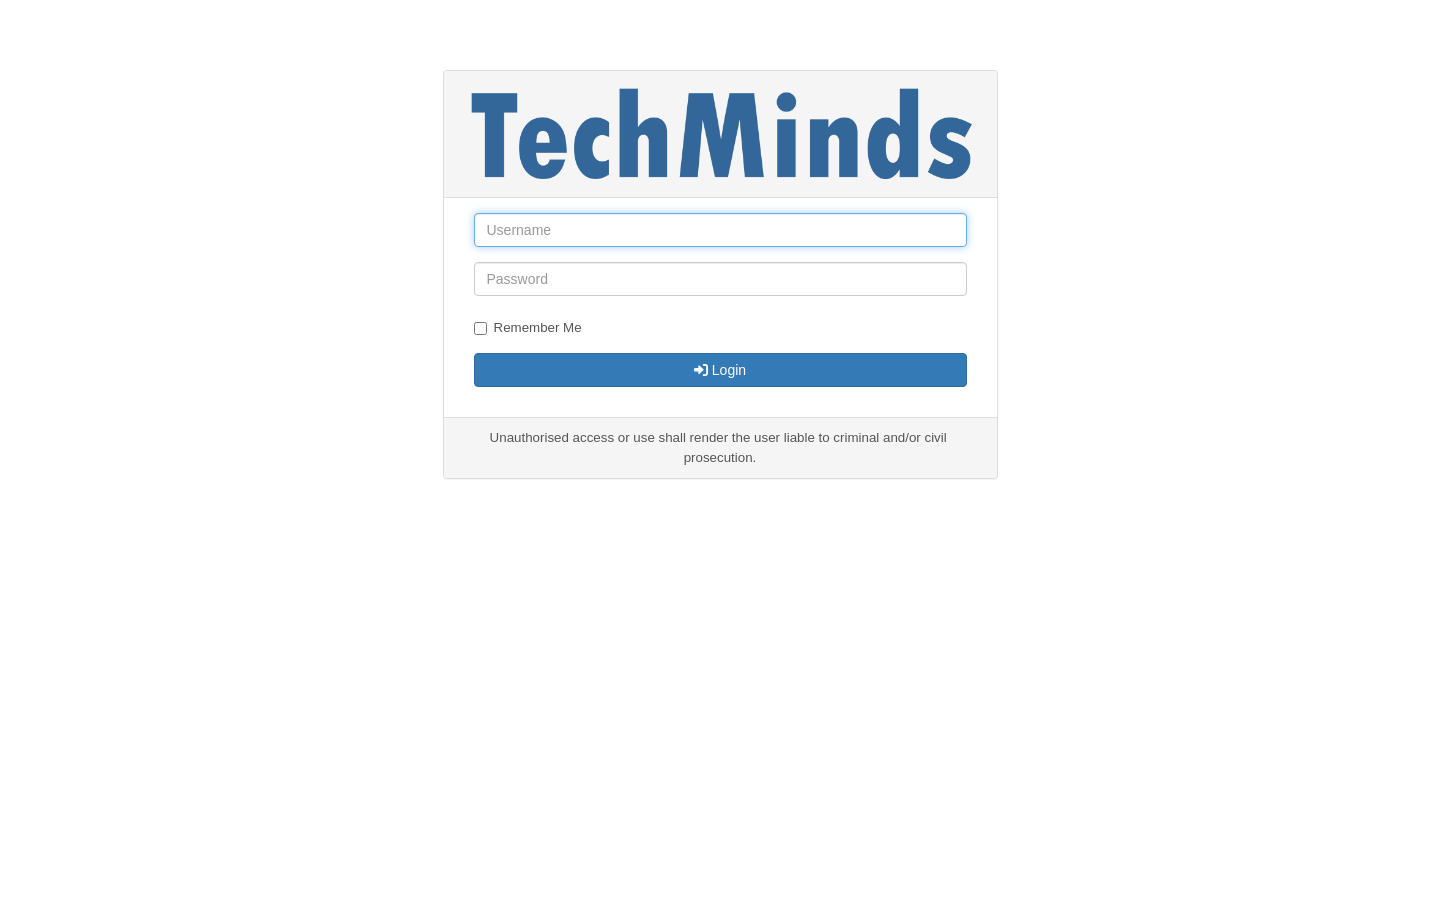 TechMinds
Username
Password
Remember Me
Login
Unauthorised access or use shall render the user liable to criminal and/or civil
prosecution.